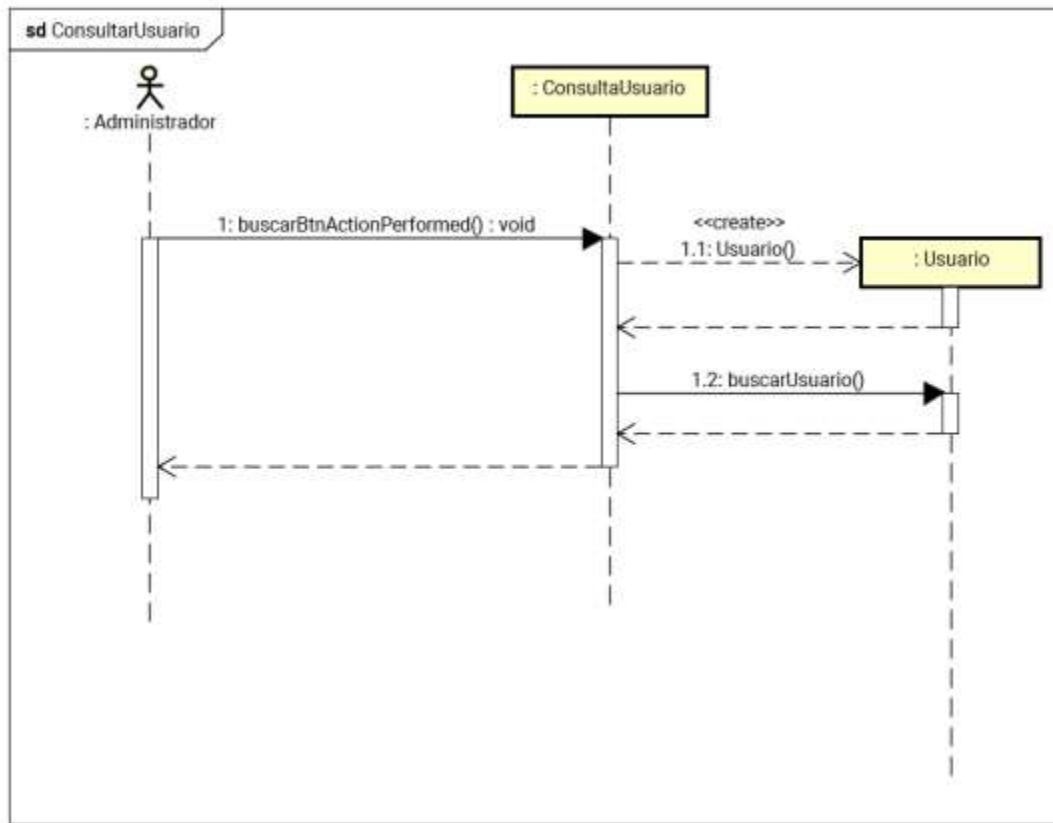 sd ConsultarUsuario
: Administrador
: ConsultaUsuario
1: buscarBtnActionPerformed() : void
<<create>>
1.1: Usuario()
: Usuario
1.2: buscarUsuario()